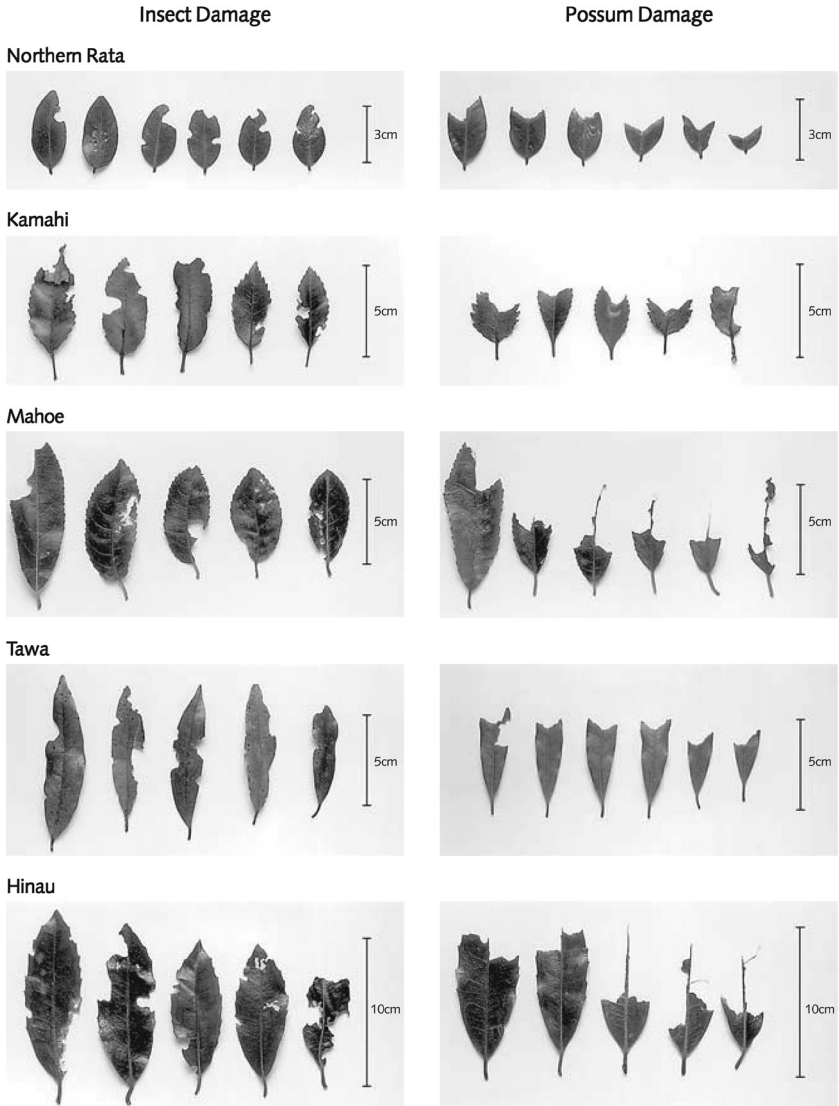 Insect Damage
Possum Damage
Northern Rata
3cm
3cm
Kamahi
5cm
5cm
Mahoe
5cm
5cm
Tawa
5cm
5cm
Hinau
10cm
10cm